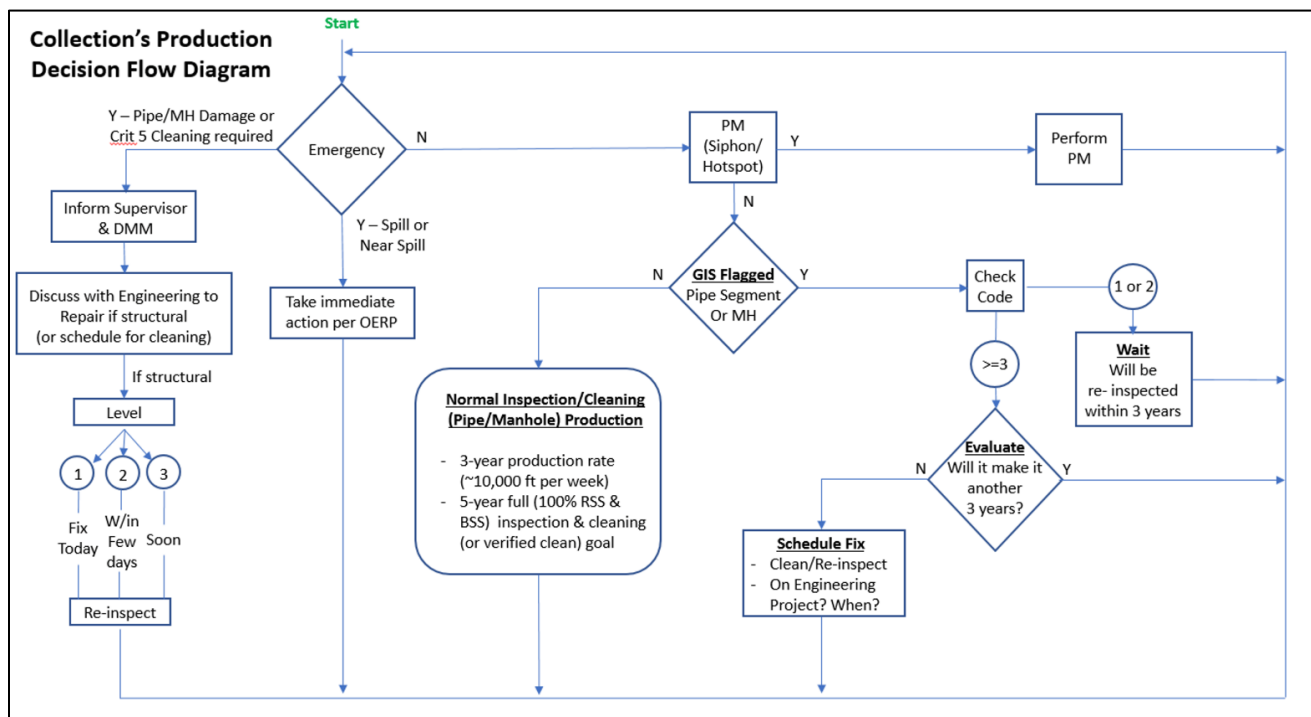 Start
Collection's Production
Decision Flow Diagram
Y – Pipe/MH Damage or
Crit 5 Cleaning required
Emergency
N
PM
(Siphon/
Hotspot)
Y
Perform
PM
Inform Supervisor
& DMM
Y – Spill or
Near Spill
N
Discuss with Engineering to
Repair if structural
(or schedule for cleaning)
Take immediate
action per OERP
N
GIS Flagged
Pipe Segment
Or MH
Y
Check
Code
1 or 2
Wait
Will be
re- inspected
within 3 years
>=3
If structural
Level
1
2
3
Fix
Today
W/in
Few
days
Soon
Re-inspect
Normal Inspection/Cleaning
(Pipe/Manhole) Production
- 3-year production rate
(~10,000 ft per week)
- 5-year full (100% RSS &
BSS) inspection & cleaning
(or verified clean) goal
N
Evaluate
Will it make it
another
3 years?
Y
Schedule Fix
- Clean/Re-inspect
- On Engineering
Project? When?